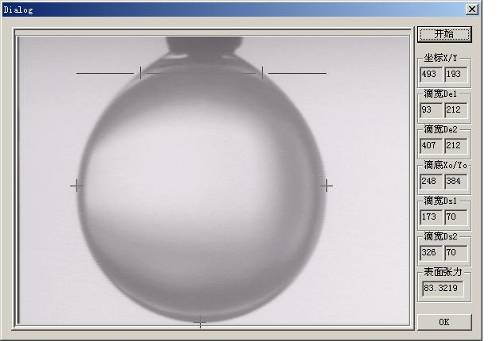 Dialog
开始
坐标X/Y
493 193
滴宽De1
93 212
滴宽De2
407 212
滴底Xo/Yo
248 384
滴宽Ds1
173 70
滴宽Ds2
326 70
表面张力
83.3219
OK